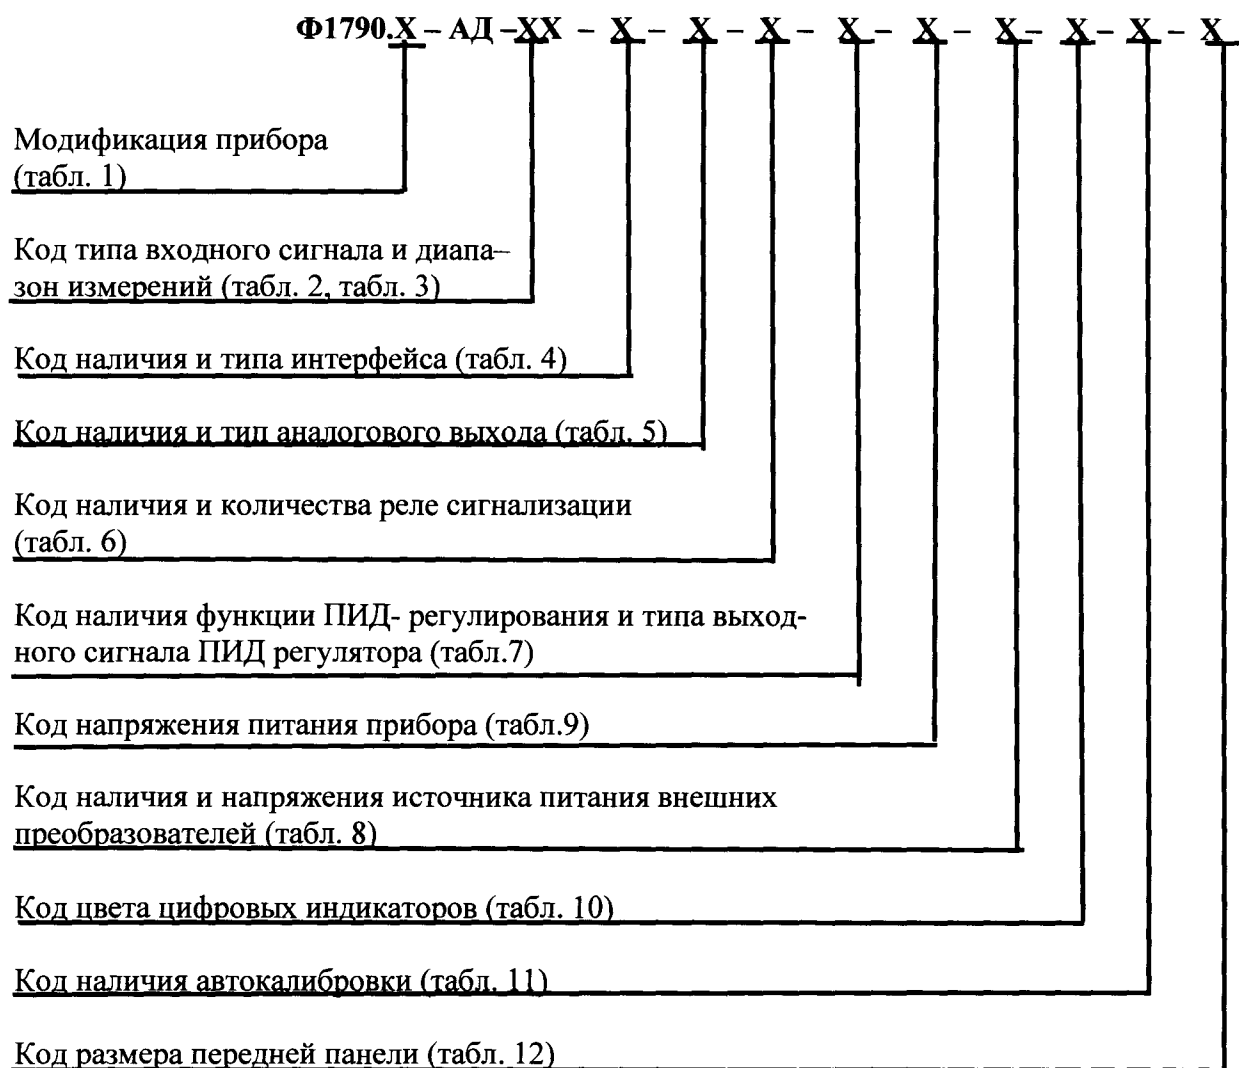 Ф1790.Х – АД –ХХ – Х – Х – Х – Х – Х – Х – Х – Х – Х
Модификация прибора
(табл. 1)
Код типа входного сигнала и диапа–
зон измерений (табл. 2, табл. 3)
Код наличия и типа интерфейса (табл. 4)
Код наличия и тип аналогового выхода (табл. 5)
Код наличия и количества реле сигнализации
(табл. 6)
Код наличия функции ПИД- регулирования и типа выход-
ного сигнала ПИД регулятора (табл.7)
Код напряжения питания прибора (табл.9)
Код наличия и напряжения источника питания внешних
преобразователей (табл. 8)
Код цвета цифровых индикаторов (табл. 10)
Код наличия автокалибровки (табл. 11)
Код размера передней панели (табл. 12)